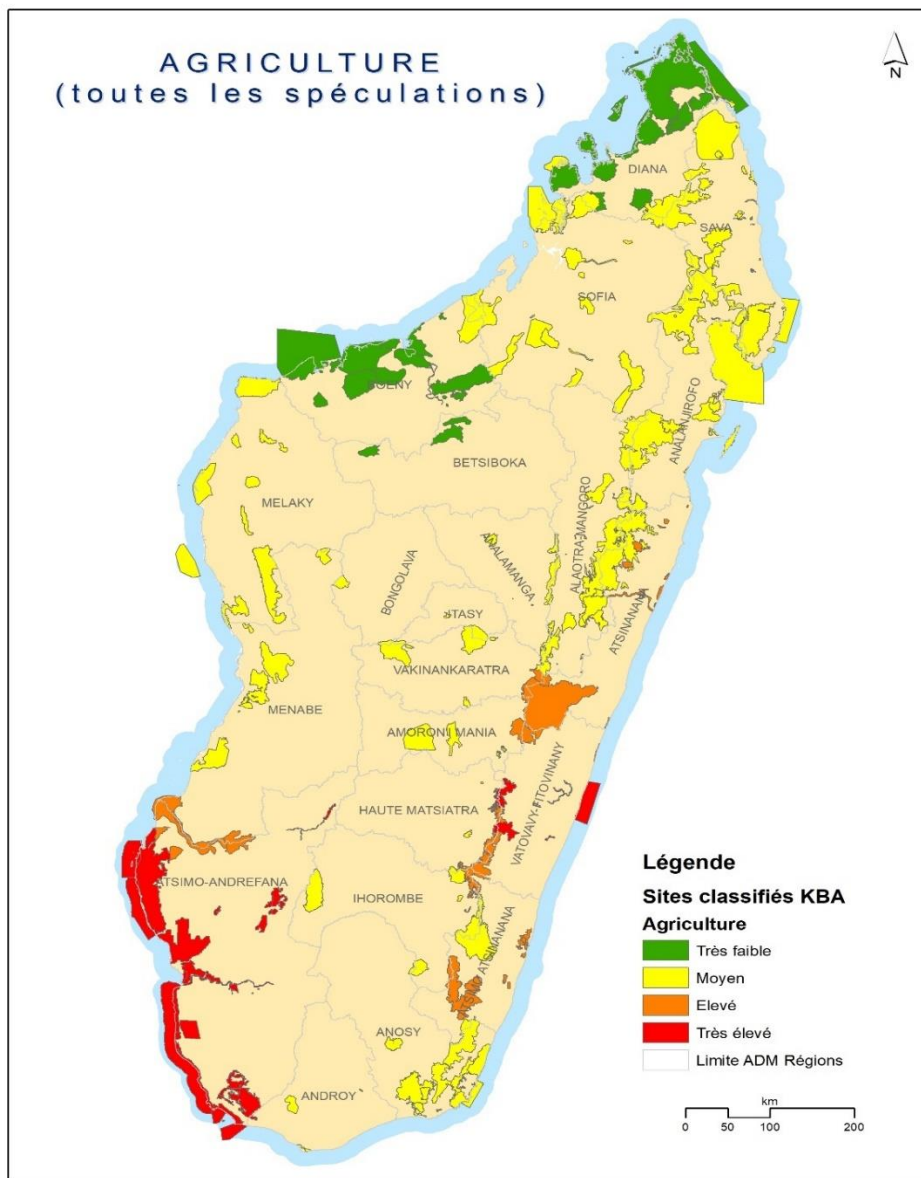 AGRICULTURE
(toutes les spéculations)
N
DIANA
SAVA
SOFIA
BOENY
ANALANJIROFO
BETSIBOKA
MELAKY
ALAOTRA-MANGORO
ANALAMANGA
BONGOLAVA
ITASY
ATSINANANA
VAKINANKARATRA
MENABE
AMORON'I MANIA
HAUTE MATSIATRA
VATOVAVY-FITOVINANY
ATSIMO-ANDREFANA
IHOROMBE
ATSIMO ATSINANANA
ANOSY
ANDROY
Légende
Sites classifiés KBA
Agriculture
Très faible
Moyen
Elevé
Très élevé
Limite ADM Régions
km
0 50 100 200